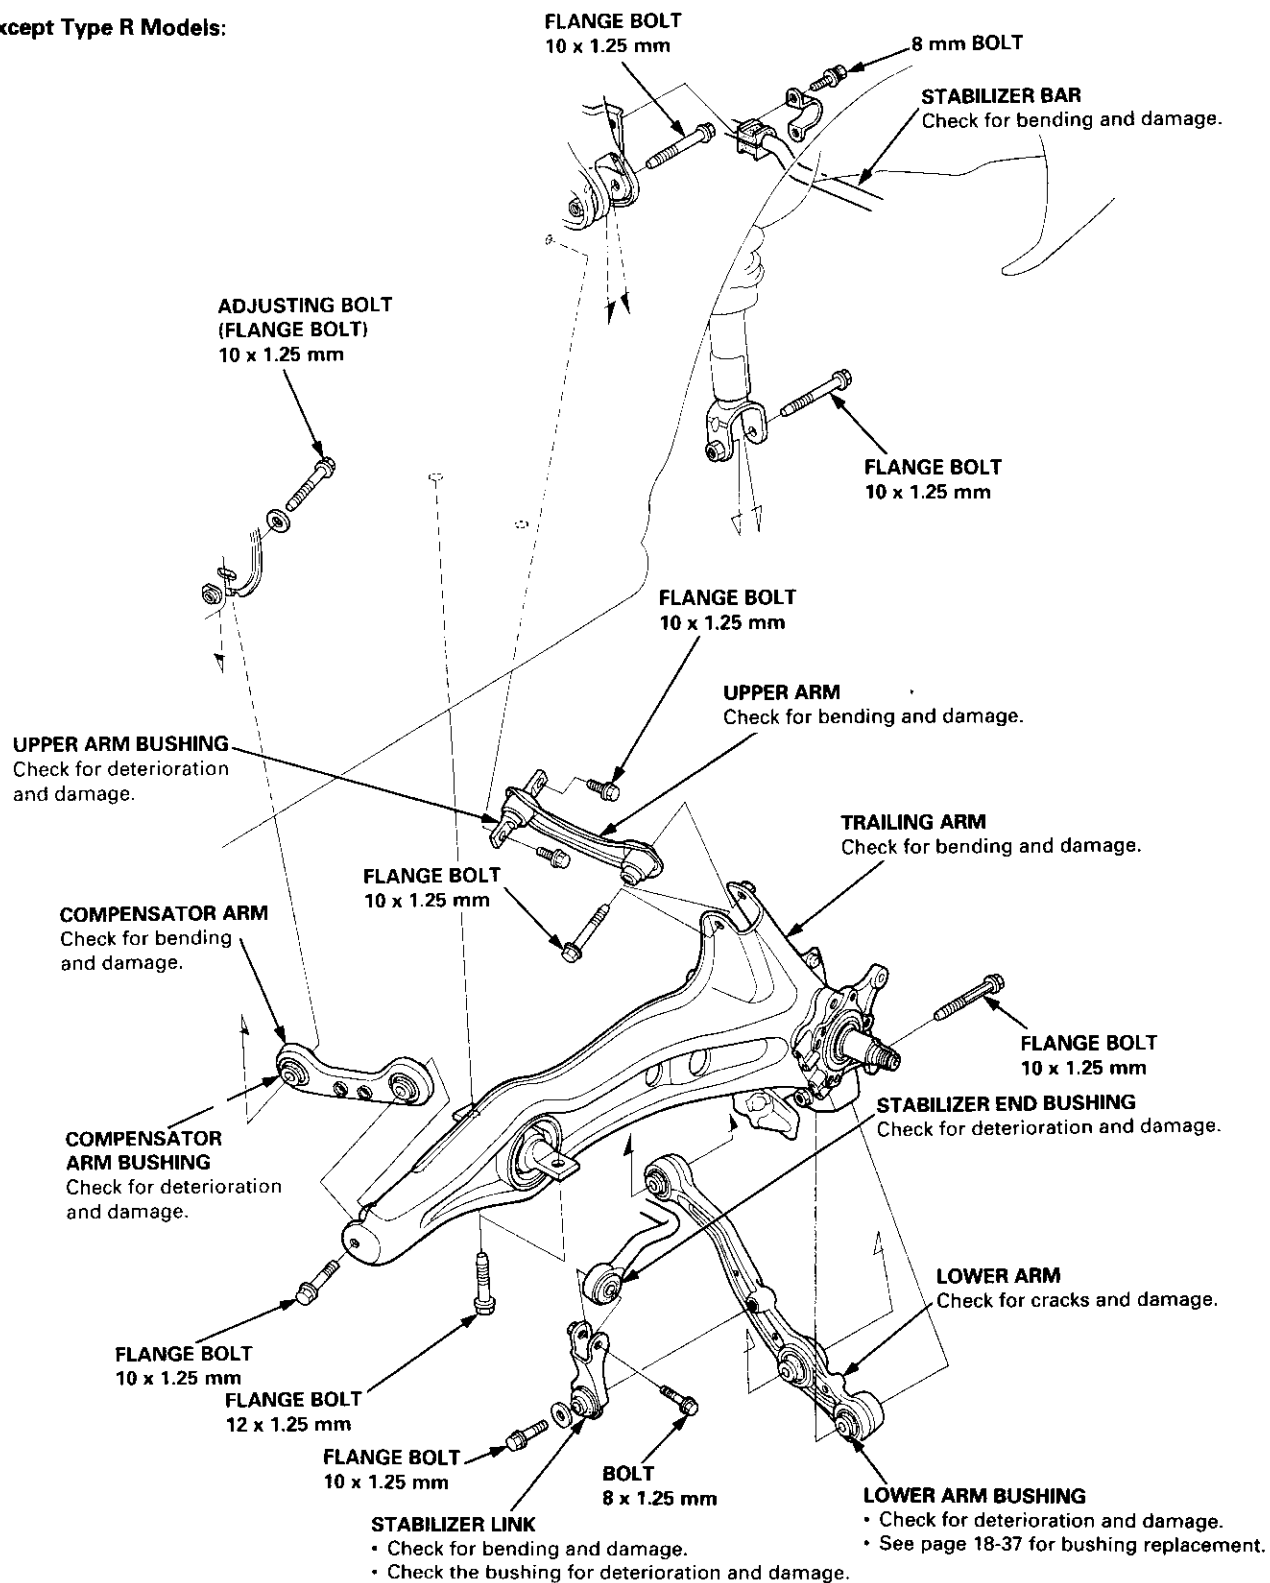 xcept Type R Models:
FLANGE BOLT
10 x 1.25 mm
8 mm BOLT
STABILIZER BAR
Check for bending and damage.
ADJUSTING BOLT
(FLANGE BOLT)
10 x 1.25 mm
FLANGE BOLT
10 x 1.25 mm
FLANGE BOLT
10 x 1.25 mm
UPPER ARM
Check for bending and damage.
UPPER ARM BUSHING
Check for deterioration
and damage.
TRAILING ARM
Check for bending and damage.
FLANGE BOLT
10 x 1.25 mm
COMPENSATOR ARM
Check for bending
and damage.
FLANGE BOLT
10 x 1.25 mm
STABILIZER END BUSHING
Check for deterioration and damage.
COMPENSATOR
ARM BUSHING
Check for deterioration
and damage.
LOWER ARM
Check for cracks and damage.
FLANGE BOLT
10 x 1.25 mm
FLANGE BOLT
12 x 1.25 mm
FLANGE BOLT
10 x 1.25 mm
BOLT
8 x 1.25 mm
LOWER ARM BUSHING
• Check for deterioration and damage.
• See page 18-37 for bushing replacement.
STABILIZER LINK
• Check for bending and damage.
• Check the bushing for deterioration and damage.